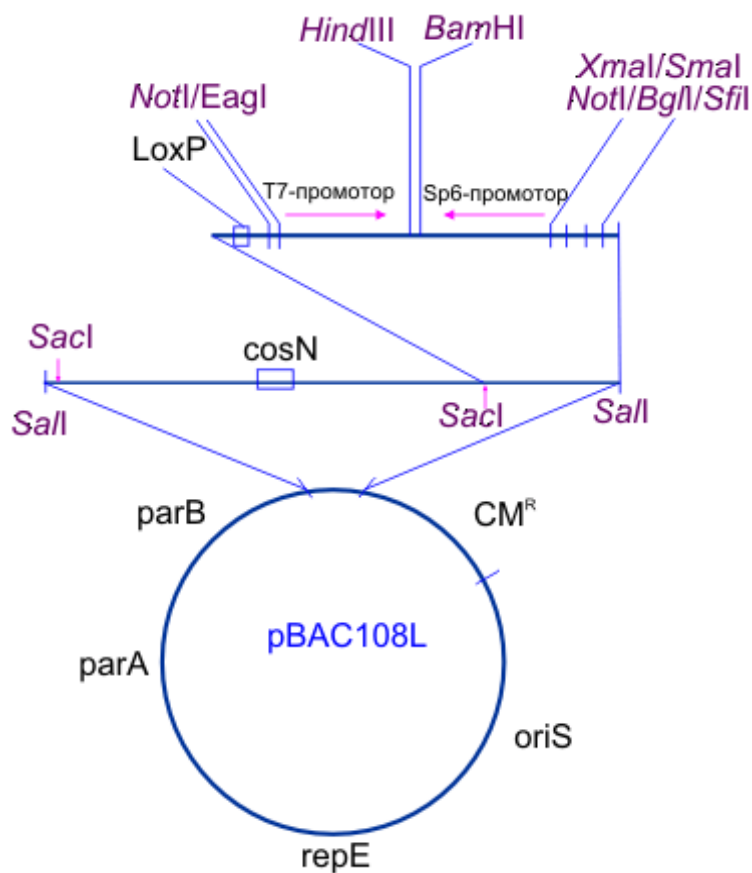 HindIII BamHI
XmaI/SmaI
NotI/EagI
NotI/BglI/SfiI
LoxP
T7-промотор Sp6-промотор
SacI
cosN
SalI
SacI
SalI
parB
CMᴿ
pBAC108L
parA
oriS
repE